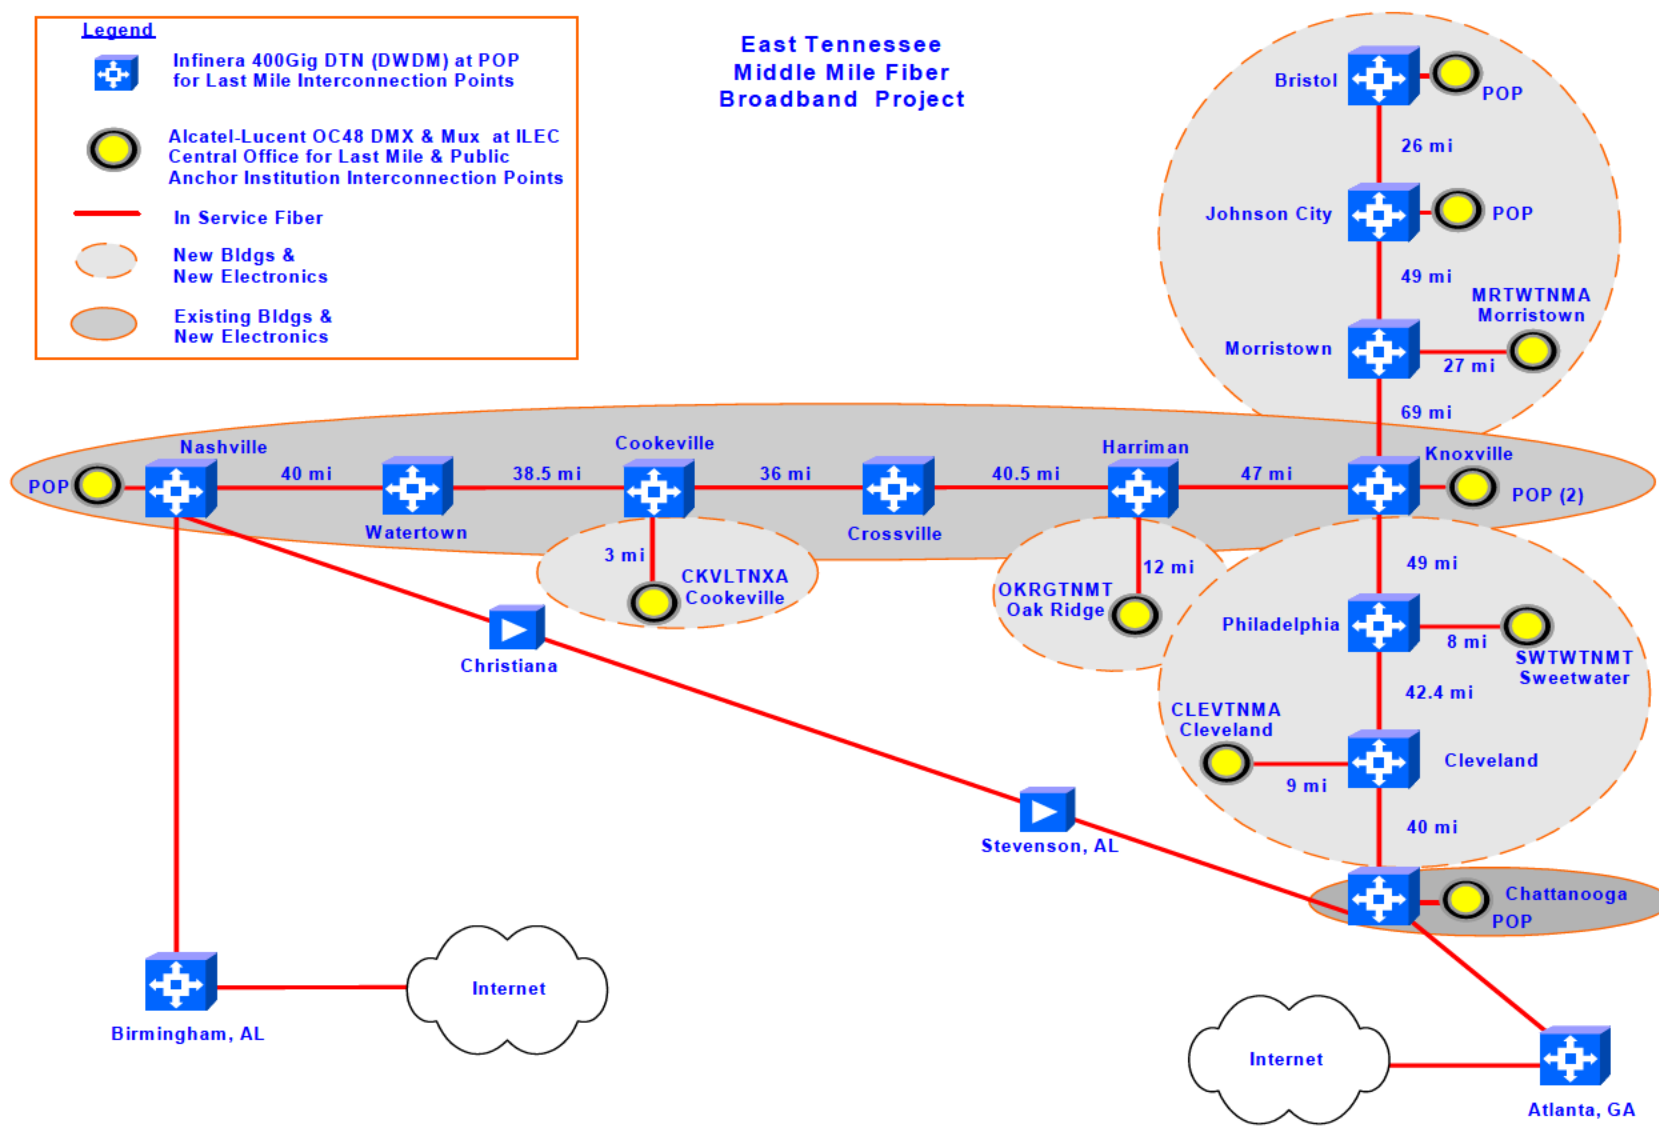 Legend
Infinera 400Gig DTN (DWDM) at POP
for Last Mile Interconnection Points
Alcatel-Lucent OC48 DMX & Mux at ILEC
Central Office for Last Mile & Public
Anchor Institution Interconnection Points
In Service Fiber
New Bldgs &
New Electronics
Existing Bldgs &
New Electronics
East Tennessee
Middle Mile Fiber
Broadband Project
Bristol
POP
26 mi
Johnson City
POP
49 mi
MRTWTNMA
Morristown
Morristown
27 mi
69 mi
Nashville
Cookeville
Harriman
Knoxville
POP
40 mi
38.5 mi
36 mi
40.5 mi
47 mi
POP (2)
Watertown
Crossville
3 mi
CKVLTNXA
Cookeville
12 mi
OKRGTNMT
Oak Ridge
49 mi
Philadelphia
8 mi
SWTWTNMT
Sweetwater
Christiana
42.4 mi
CLEVTNMA
Cleveland
Cleveland
9 mi
40 mi
Stevenson, AL
Chattanooga
POP
Internet
Birmingham, AL
Internet
Atlanta, GA